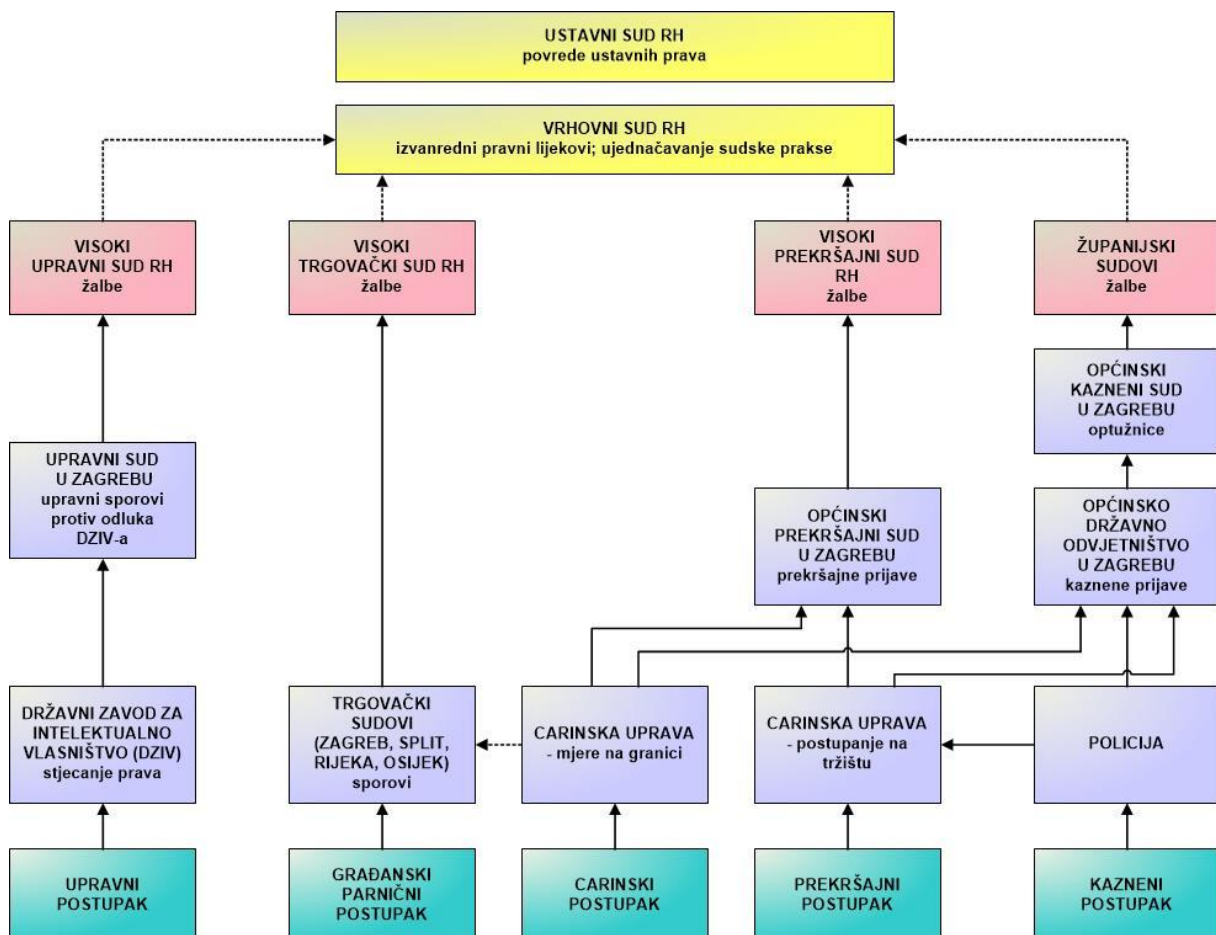 USTAVNI SUD RH
povrede ustavnih prava
VRHOVNI SUD RH
izvanredni pravni lijekovi; ujednačavanje sudske prakse
VISOKI
UPRAVNI SUD RH
žalbe
VISOKI
TRGOVAČKI SUD RH
žalbe
VISOKI
PREKRŠAJNI SUD
RH
žalbe
ŽUPANIJSKI
SUDOVI
žalbe
OPĆINSKI
KAZNENI SUD
U ZAGREBU
optužnice
UPRAVNI SUD
U ZAGREBU
upravni sporovi
protiv odluka
DZIV-a
OPĆINSKI
PREKRŠAJNI SUD
U ZAGREBU
prekršajne prijave
OPĆINSKO
DRŽAVNO
ODVJETNIŠTVO
U ZAGREBU
kaznene prijave
DRŽAVNI ZAVOD ZA
INTELEKTUALNO
VLASNIŠTVO (DZIV)
stjecanje prava
TRGOVAČKI
SUDOVI
(ZAGREB, SPLIT,
RIJEKA, OSIJEK)
sporovi
CARINSKA UPRAVA
- mjere na granici
CARINSKA UPRAVA
- postupanje na
tržištu
POLICIJA
UPRAVNI
POSTUPAK
GRAĐANSKI
PARNIČNI
POSTUPAK
CARINSKI
POSTUPAK
PREKRŠAJNI
POSTUPAK
KAZNENI
POSTUPAK